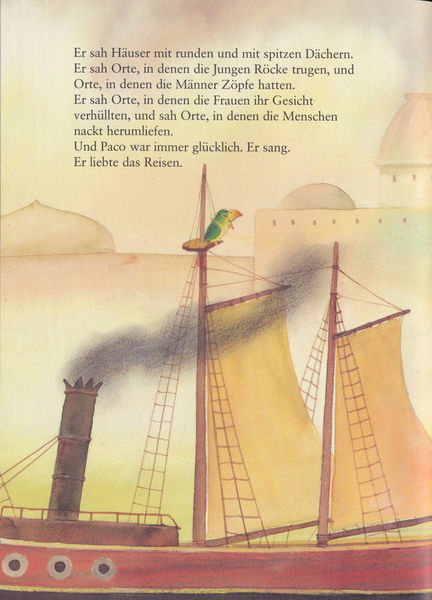 Er sah Häuser mit runden und mit spitzen Dächern.
Er sah Orte, in denen die Jungen Röcke trugen, und
Orte, in denen die Männer Zöpfe hatten.
Er sah Orte, in denen die Frauen ihr Gesicht
verhüllten, und sah Orte, in denen die Menschen
nackt herumliefen.
Und Paco war immer glücklich. Er sang.
Er liebte das Reisen.